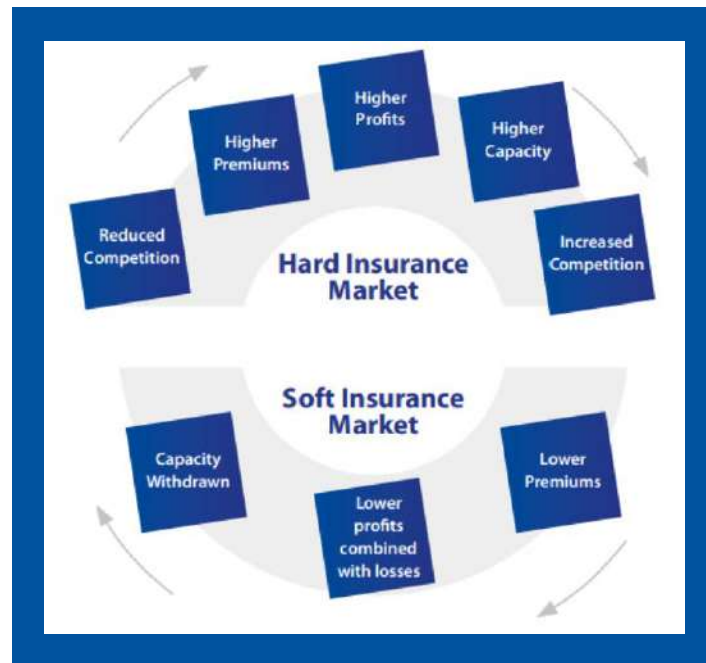 Higher
Profits
Higher
Premiums
Higher
Capacity
Reduced
Competition
Increased
Competition
Hard Insurance
Market
Soft Insurance
Market
Capacity
Withdrawn
Lower
Premiums
Lower
profits
combined
with losses